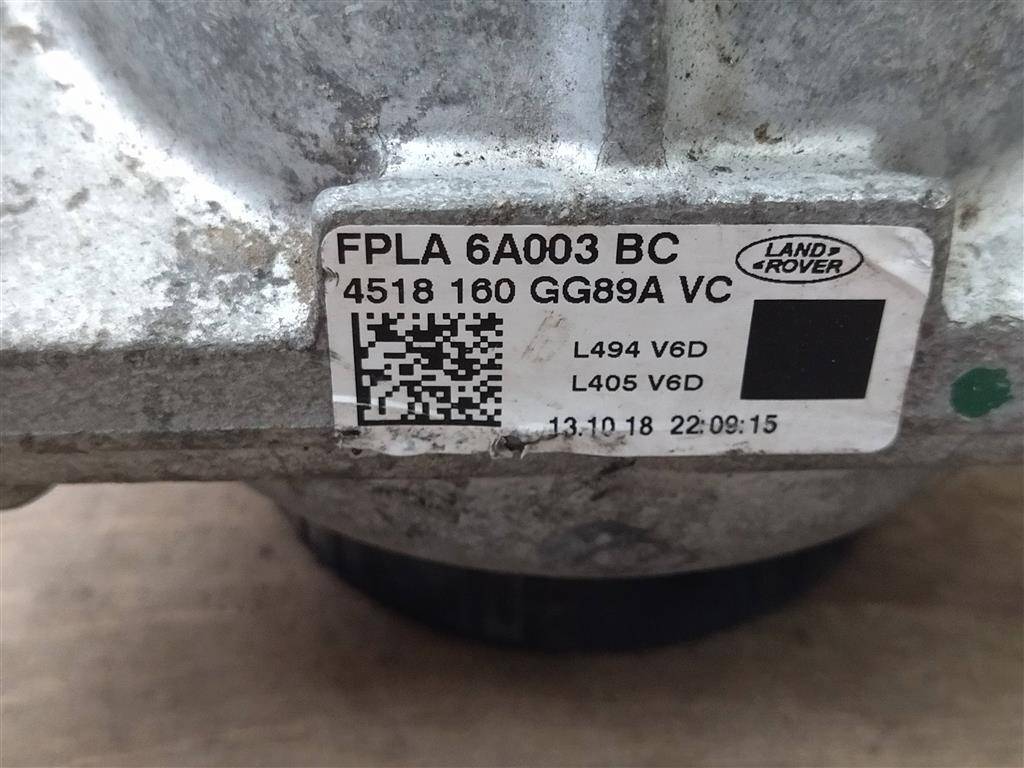 FPLA 6A003 BC
LAND
ROVER
4518 160 GG89A VC
L494 V6D
L405 V6D
13.10.18 22:09:15